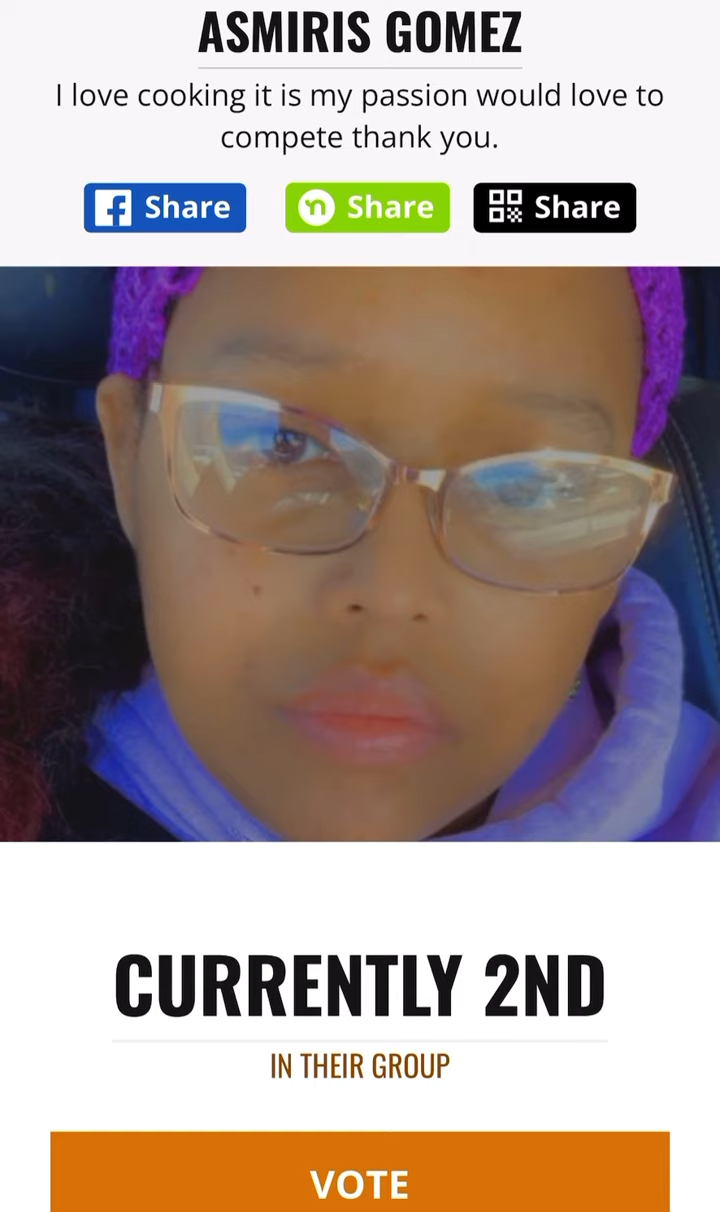 ASMIRIS GOMEZ
I love cooking it is my passion would love to
compete thank you.
Share Share Share
CURRENTLY 2ND
IN THEIR GROUP
VOTE